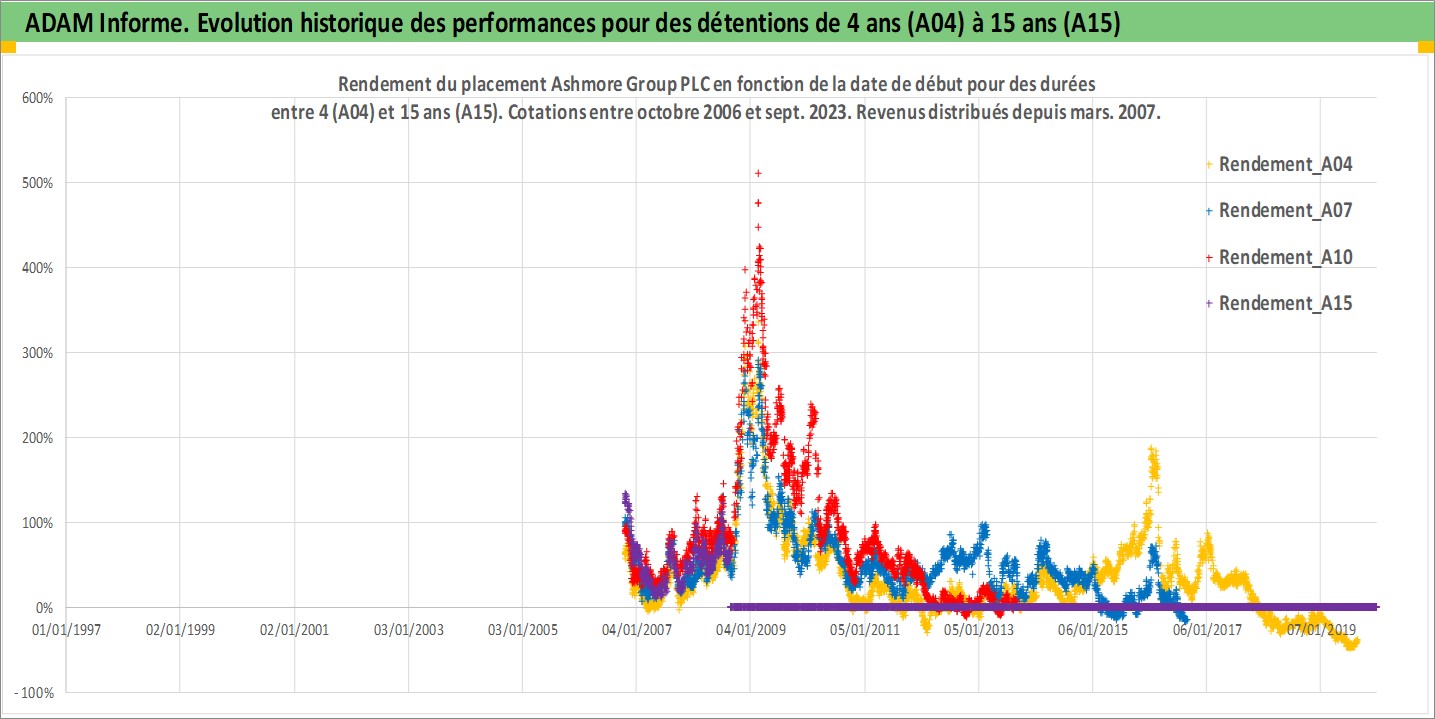 ADAM Informe. Evolution historique des performances pour des détentions de 4 ans (A04) à 15 ans (A15)
Rendement du placement Ashmore Group PLC en fonction de la date de début pour des durées
entre 4 (A04) et 15 ans (A15). Cotations entre octobre 2006 et sept. 2023. Revenus distribués depuis mars. 2007.
600%
500%
400%
300%
200%
100%
0%
-100%
Rendement_A04
Rendement_A07
Rendement_A10
Rendement_A15
01/01/1997 02/01/1999 02/01/2001 03/01/2003 03/01/2005 04/01/2007 04/01/2009 05/01/2011 05/01/2013 06/01/2015 06/01/2017 07/01/2019